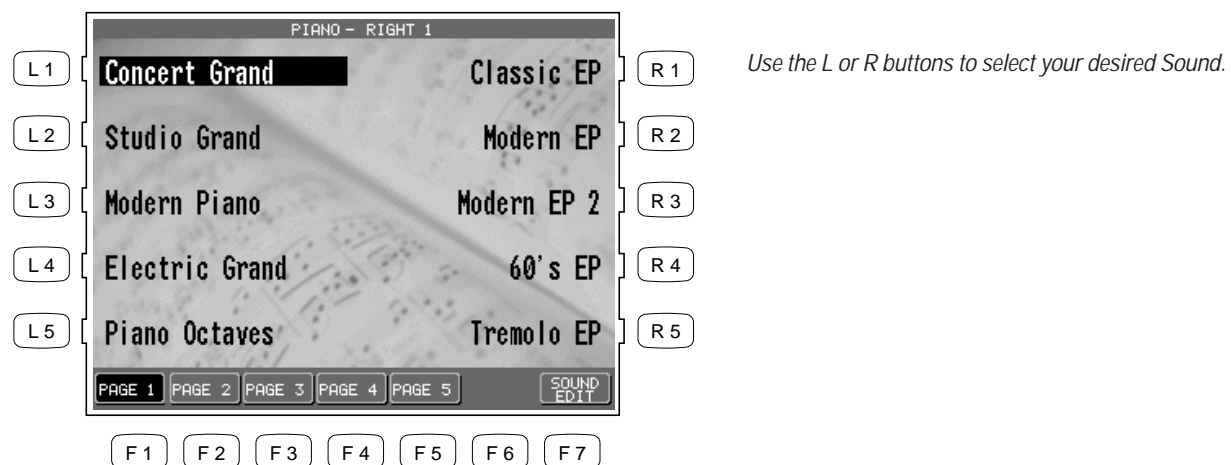 PIANO - RIGHT 1
L 1 Concert Grand Classic EP R 1 Use the L or R buttons to select your desired Sound.
L 2 Studio Grand Modern EP R 2
L 3 Modern Piano Modern EP 2 R 3
L 4 Electric Grand 60's EP R 4
L 5 Piano Octaves Tremolo EP R 5
PAGE 1 PAGE 2 PAGE 3 PAGE 4 PAGE 5 SOUND EDIT
F 1 F 2 F 3 F 4 F 5 F 6 F 7